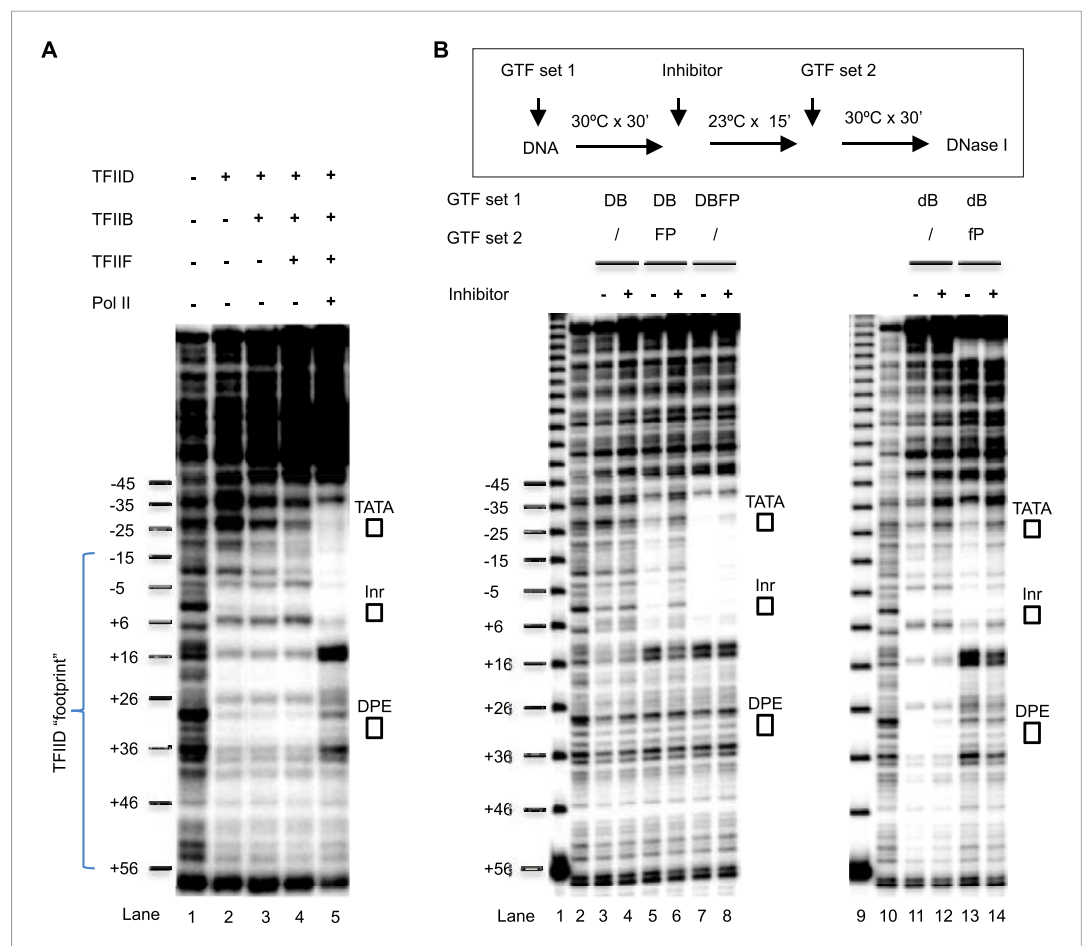 A
TFIID - + + + +
TFIIB - - + + +
TFIIF - - - + +
Pol II - - - - +
-45
-35
-25
-15
-5
+6
+16
+26
+36
+46
+56
TFIID "footprint"
TATA
Inr
DPE
Lane 1 2 3 4 5
B
GTF set 1 Inhibitor GTF set 2
30ºC x 30' 23ºC x 15' 30ºC x 30'
DNA DNase I
GTF set 1 DB DB DBFP dB dB
GTF set 2 / FP / / fP
Inhibitor - + - + - + - + - +
-45
-35
-25
-15
-5
+6
+16
+26
+36
+46
+56
TATA
Inr
DPE
TATA
Inr
DPE
Lane 1 2 3 4 5 6 7 8 9 10 11 12 13 14